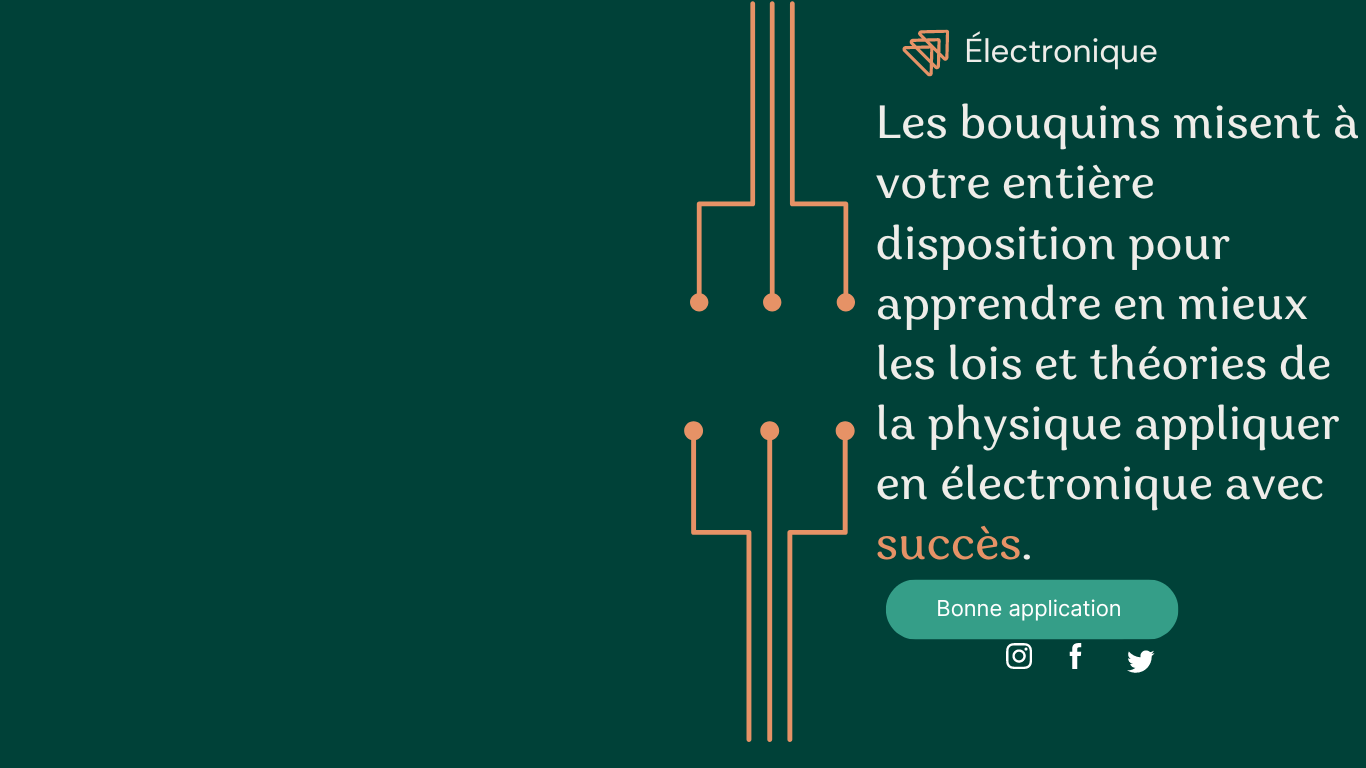 Électronique
Les bouquins misent à
votre entière
disposition pour
apprendre en mieux
les lois et théories de
la physique appliquer
en électronique avec
succès.
Bonne application